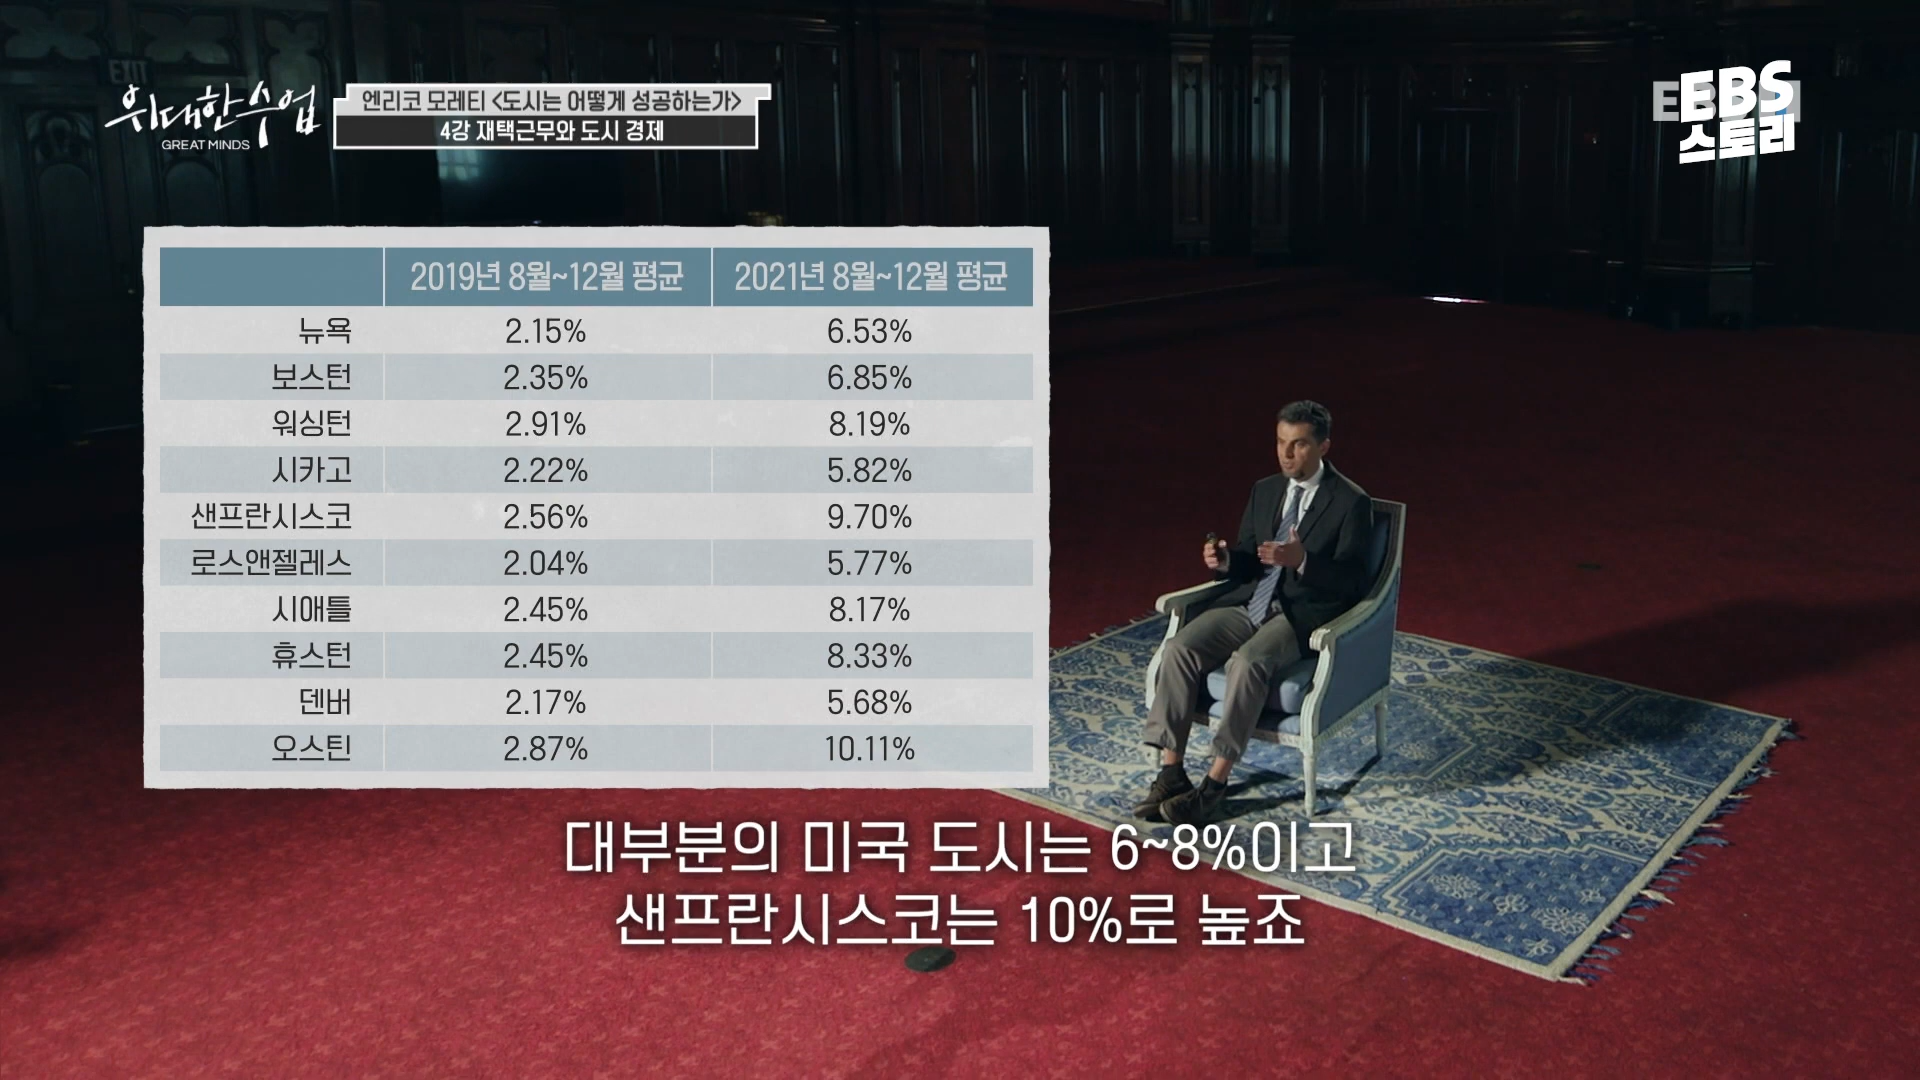 EXIT
위대한수업
GREAT MINDS
엔리코 모레티 <도시는 어떻게 성공하는가>
4강 재택근무와 도시 경제
EBS
스토리
2019년 8월~12월 평균 2021년 8월~12월 평균
뉴욕 2.15% 6.53%
보스턴 2.35% 6.85%
워싱턴 2.91% 8.19%
시카고 2.22% 5.82%
샌프란시스코 2.56% 9.70%
로스앤젤레스 2.04% 5.77%
시애틀 2.45% 8.17%
휴스턴 2.45% 8.33%
덴버 2.17% 5.68%
오스틴 2.87% 10.11%
대부분의 미국 도시는 6~8%이고
샌프란시스코는 10%로 높죠